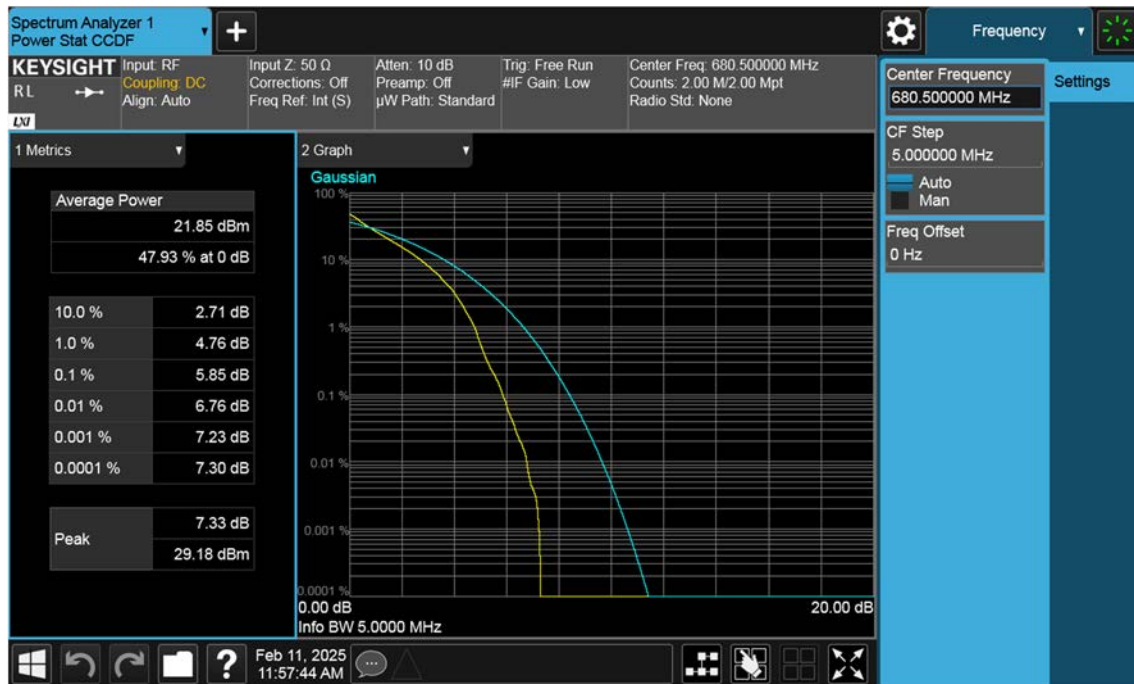 Spectrum Analyzer 1
Power Stat CCDF
+
Frequency
KEYSIGHT
RL
LXI
Input: RF
Coupling: DC
Align: Auto
Input Z: 50 Ω
Corrections: Off
Freq Ref: Int (S)
Atten: 10 dB
Preamp: Off
µW Path: Standard
Trig: Free Run
#IF Gain: Low
Center Freq: 680.500000 MHz
Counts: 2.00 M/2.00 Mpt
Radio Std: None
Center Frequency
680.500000 MHz
Settings
CF Step
5.000000 MHz
Auto
Man
Freq Offset
0 Hz
1 Metrics
Average Power
21.85 dBm
47.93 % at 0 dB
10.0 % 2.71 dB
1.0 % 4.76 dB
0.1 % 5.85 dB
0.01 % 6.76 dB
0.001 % 7.23 dB
0.0001 % 7.30 dB
Peak
7.33 dB
29.18 dBm
2 Graph
Gaussian
100 %
10 %
1 %
0.1 %
0.01 %
0.001 %
0.0001 %
0.00 dB 20.00 dB
Info BW 5.0000 MHz
?
Feb 11, 2025
11:57:44 AM